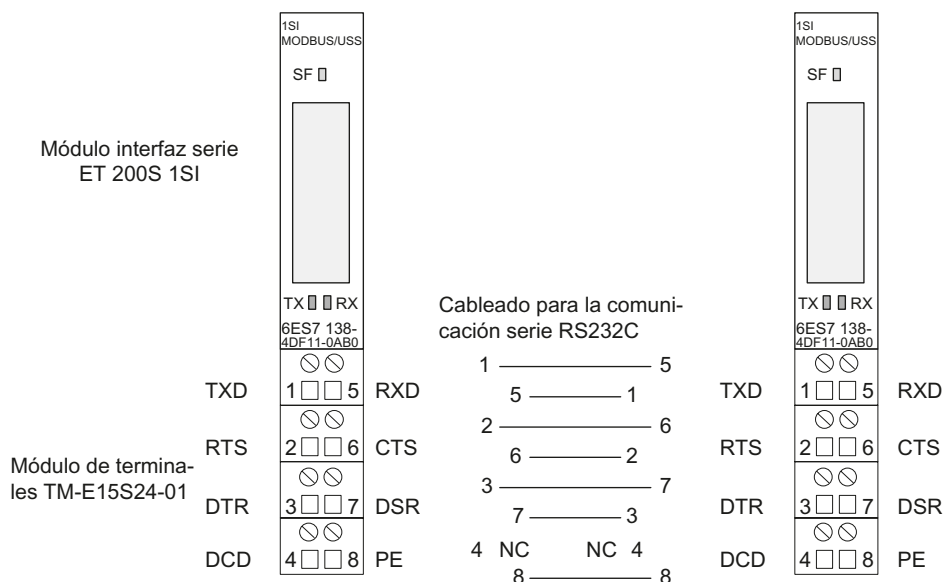 1SI
MODBUS/USS
SF
Módulo interfaz serie
ET 200S 1SI
TX RX
6ES7 138-
4DF11-0AB0
TXD 1 5 RXD
RTS 2 6 CTS
Módulo de termina-
les TM-E15S24-01
DTR 3 7 DSR
DCD 4 8 PE
Cableado para la comuni-
cación serie RS232C
1 5
5 1
2 6
6 2
3 7
7 3
4 NC NC 4
8 8
1SI
MODBUS/USS
SF
TX RX
6ES7 138-
4DF11-0AB0
TXD 1 5 RXD
RTS 2 6 CTS
DTR 3 7 DSR
DCD 4 8 PE